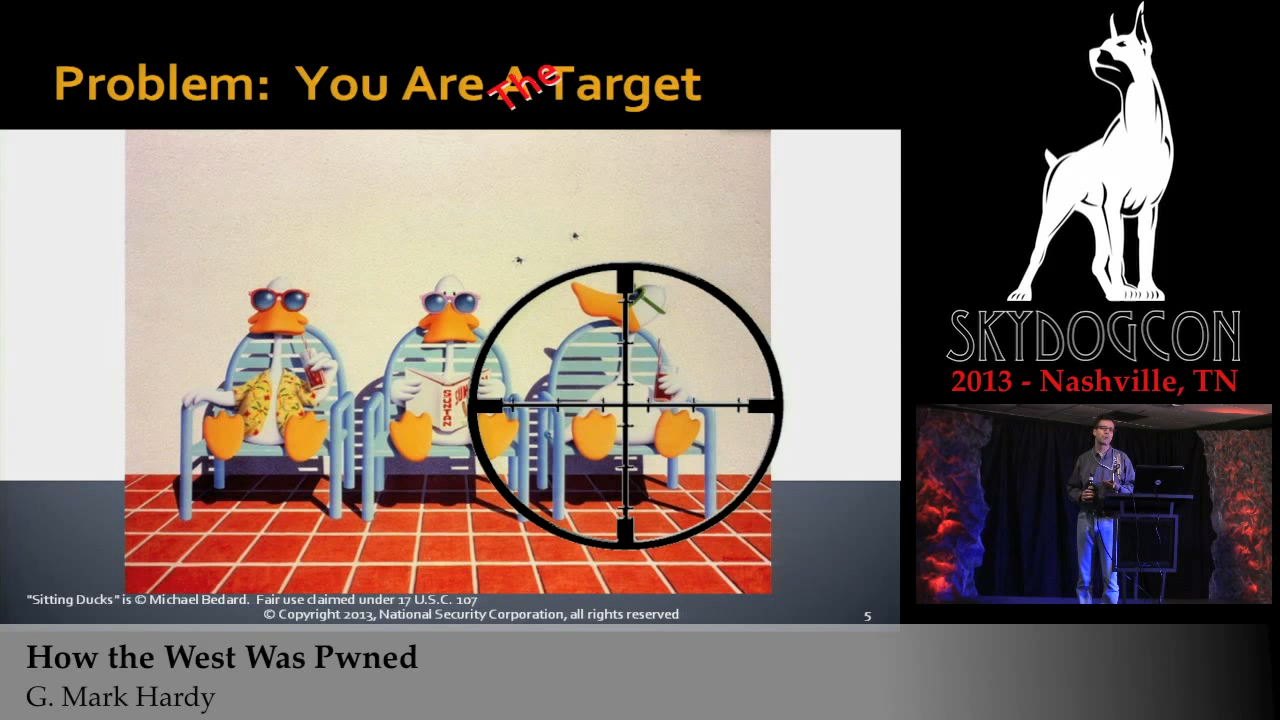 Problem: You Are A Target
The
SUNTAN
"Sitting Ducks" is © Michael Bedard. Fair use claimed under 17 U.S.C. 107
© Copyright 2013, National Security Corporation, all rights reserved
5
SKYDOGCON
2013 - Nashville, TN
How the West Was Pwned
G. Mark Hardy